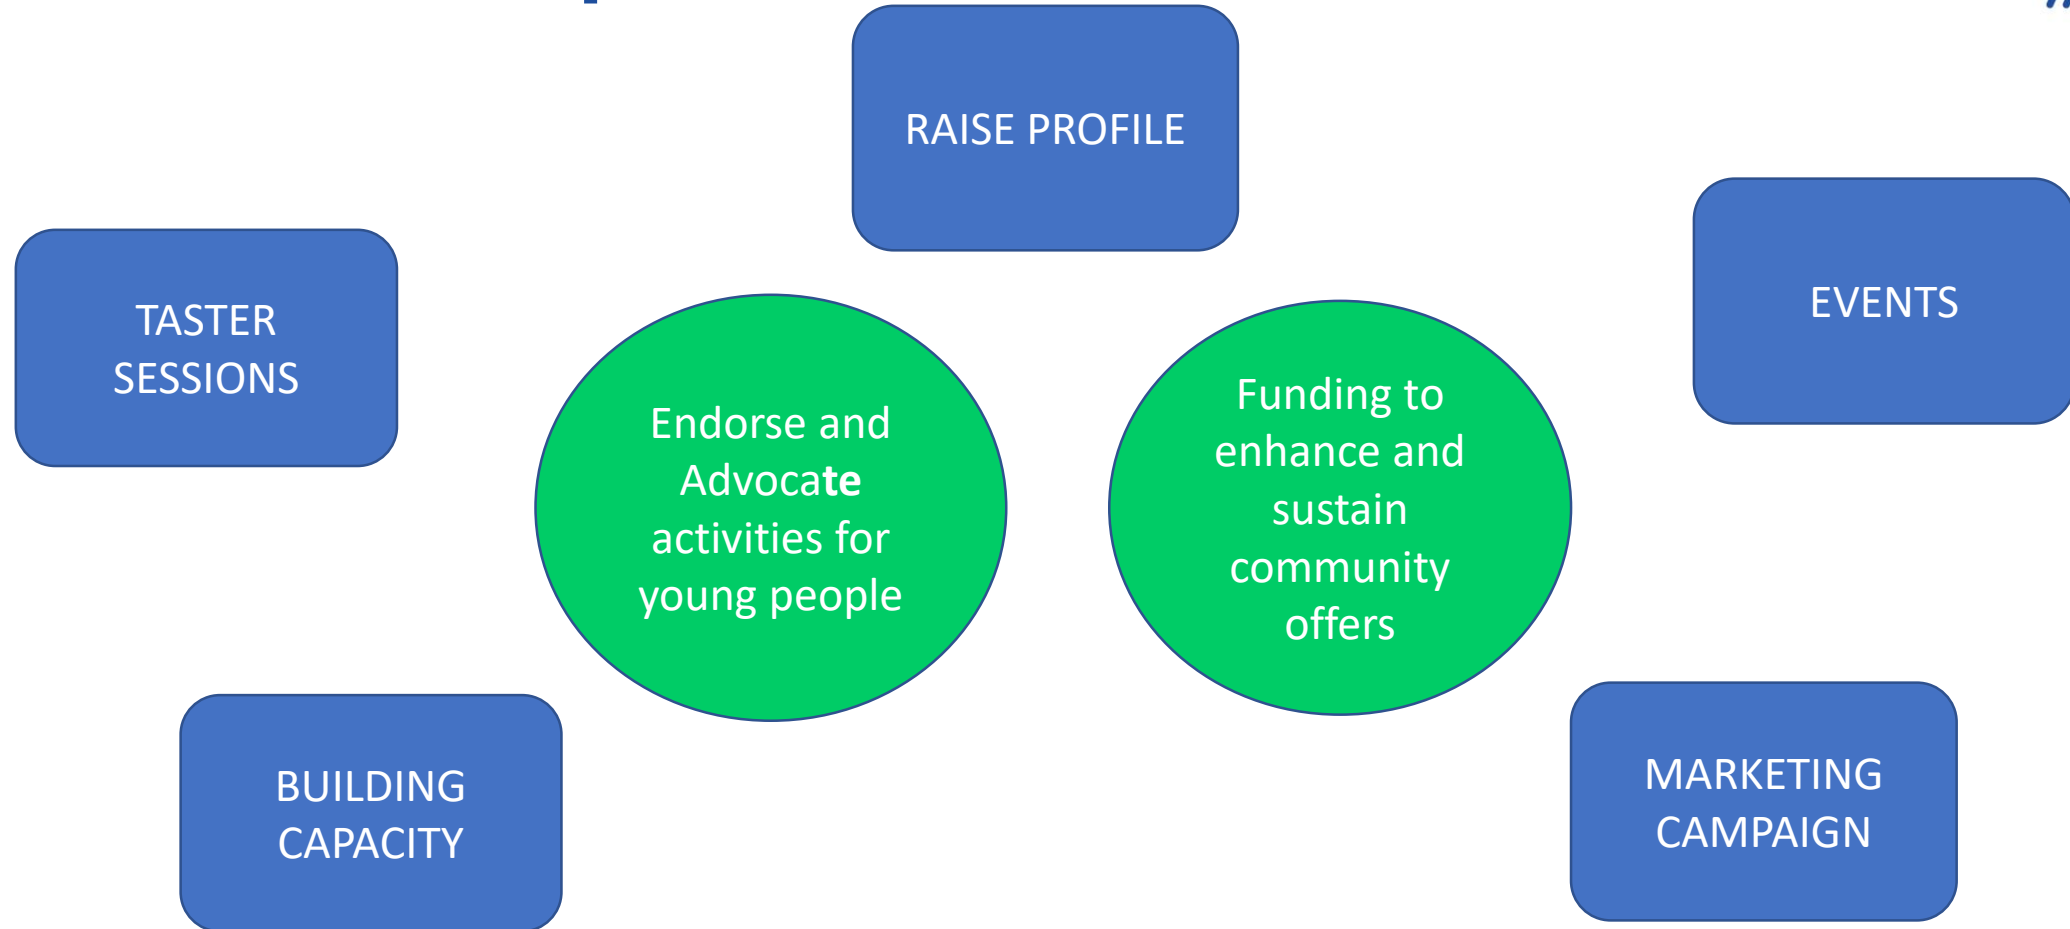 RAISE PROFILE
TASTER
SESSIONS
EVENTS
Endorse and
Advocate
activities for
young people
Funding to
enhance and
sustain
community
offers
BUILDING
CAPACITY
MARKETING
CAMPAIGN